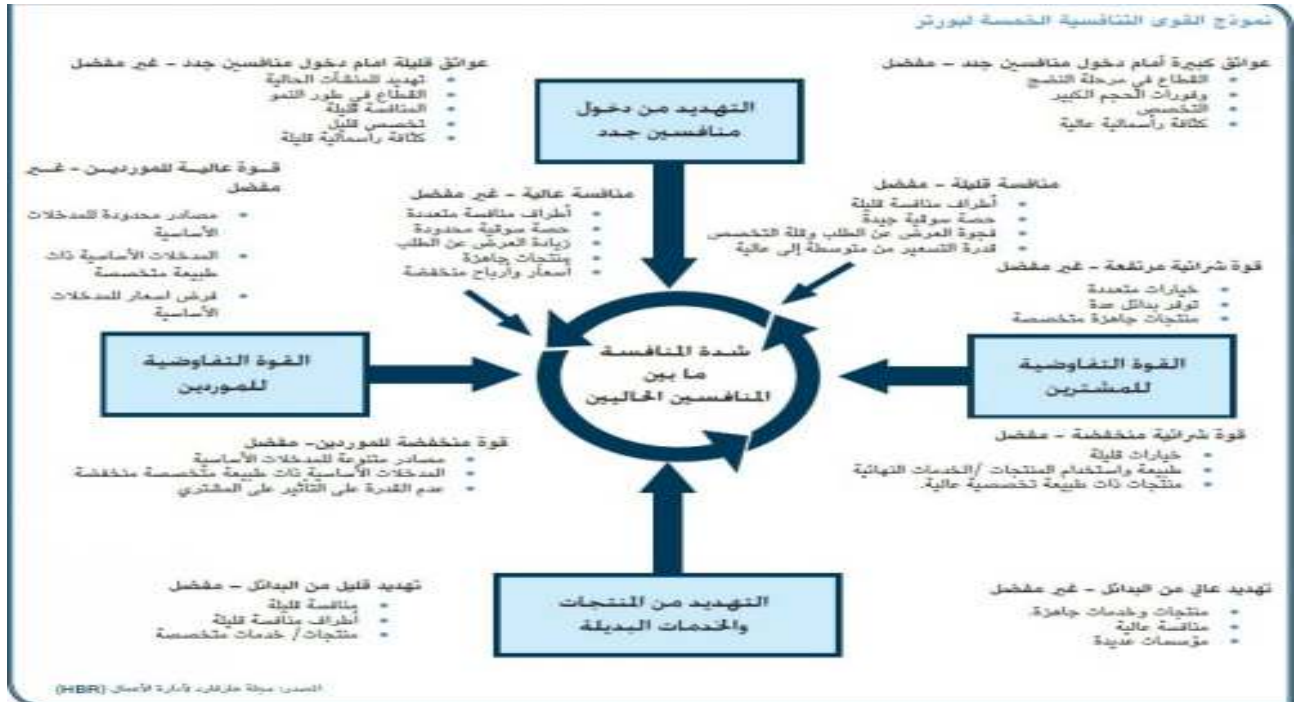 نموذج القوى التنافسية الخمسة لبورتر
عوائق كبيرة أمام دخول منافسين جدد - مفضل
القطاع في مرحلة النضج
وفورات الحجم الكبير
التخصص
كثافة رأسمالية عالية
التهديد من دخول
منافسين جدد
عوائق قليلة امام دخول منافسين جدد - غير مفضل
تهديد للمنشآت الحالية
القطاع في طور النمو
المنافسة قليلة
تخصص قليل
كثافة رأسمالية قليلة
منافسة قليلة - مفضل
أطراف منافسة قليلة
حصة سوقية جيدة
فجوة العرض عن الطلب وقلة التخصص
قدرة التسعير من متوسطة إلى عالية
منافسة عالية - غير مفضل
أطراف منافسة متعددة
حصة سوقية محدودة
زيادة العرض عن الطلب
منتجات جاهزة
أسعار وأرباح منخفضة
قوة عالية للموردين - غير
مفضل
مصادر محدودة للمدخلات
الأساسية
المدخلات الأساسية ذات
طبيعة متخصصة
فرض اسعار للمدخلات
الأساسية
قوة شرائية مرتفعة - غير مفضل
خيارات متعددة
توفر بدائل عدة
منتجات جاهزة متخصصة
القوة التفاوضية
للمشترين
شدة المنافسة
ما بين
المنافسين الحاليين
القوة التفاوضية
للموردين
قوة شرائية منخفضة - مفضل
خيارات قليلة
طبيعة واستخدام المنتجات /الخدمات النهائية
منتجات ذات طبيعة تخصصية عالية.
قوة منخفضة للموردين- مفضل
مصادر متنوعة للمدخلات الأساسية
المدخلات الأساسية ذات طبيعة متخصصة منخفضة
عدم القدرة على التأثير على المشتري
تهديد عالي من البدائل - غير مفضل
منتجات وخدمات جاهزة.
منافسة عالية
مؤسسات عديدة
التهديد من المنتجات
والخدمات البديلة
تهديد قليل من البدائل - مفضل
منافسة قليلة
أطراف منافسة قليلة
منتجات/ خدمات متخصصة
المصدر: مجلة هارفارد لأدارة الأعمال (HBR)